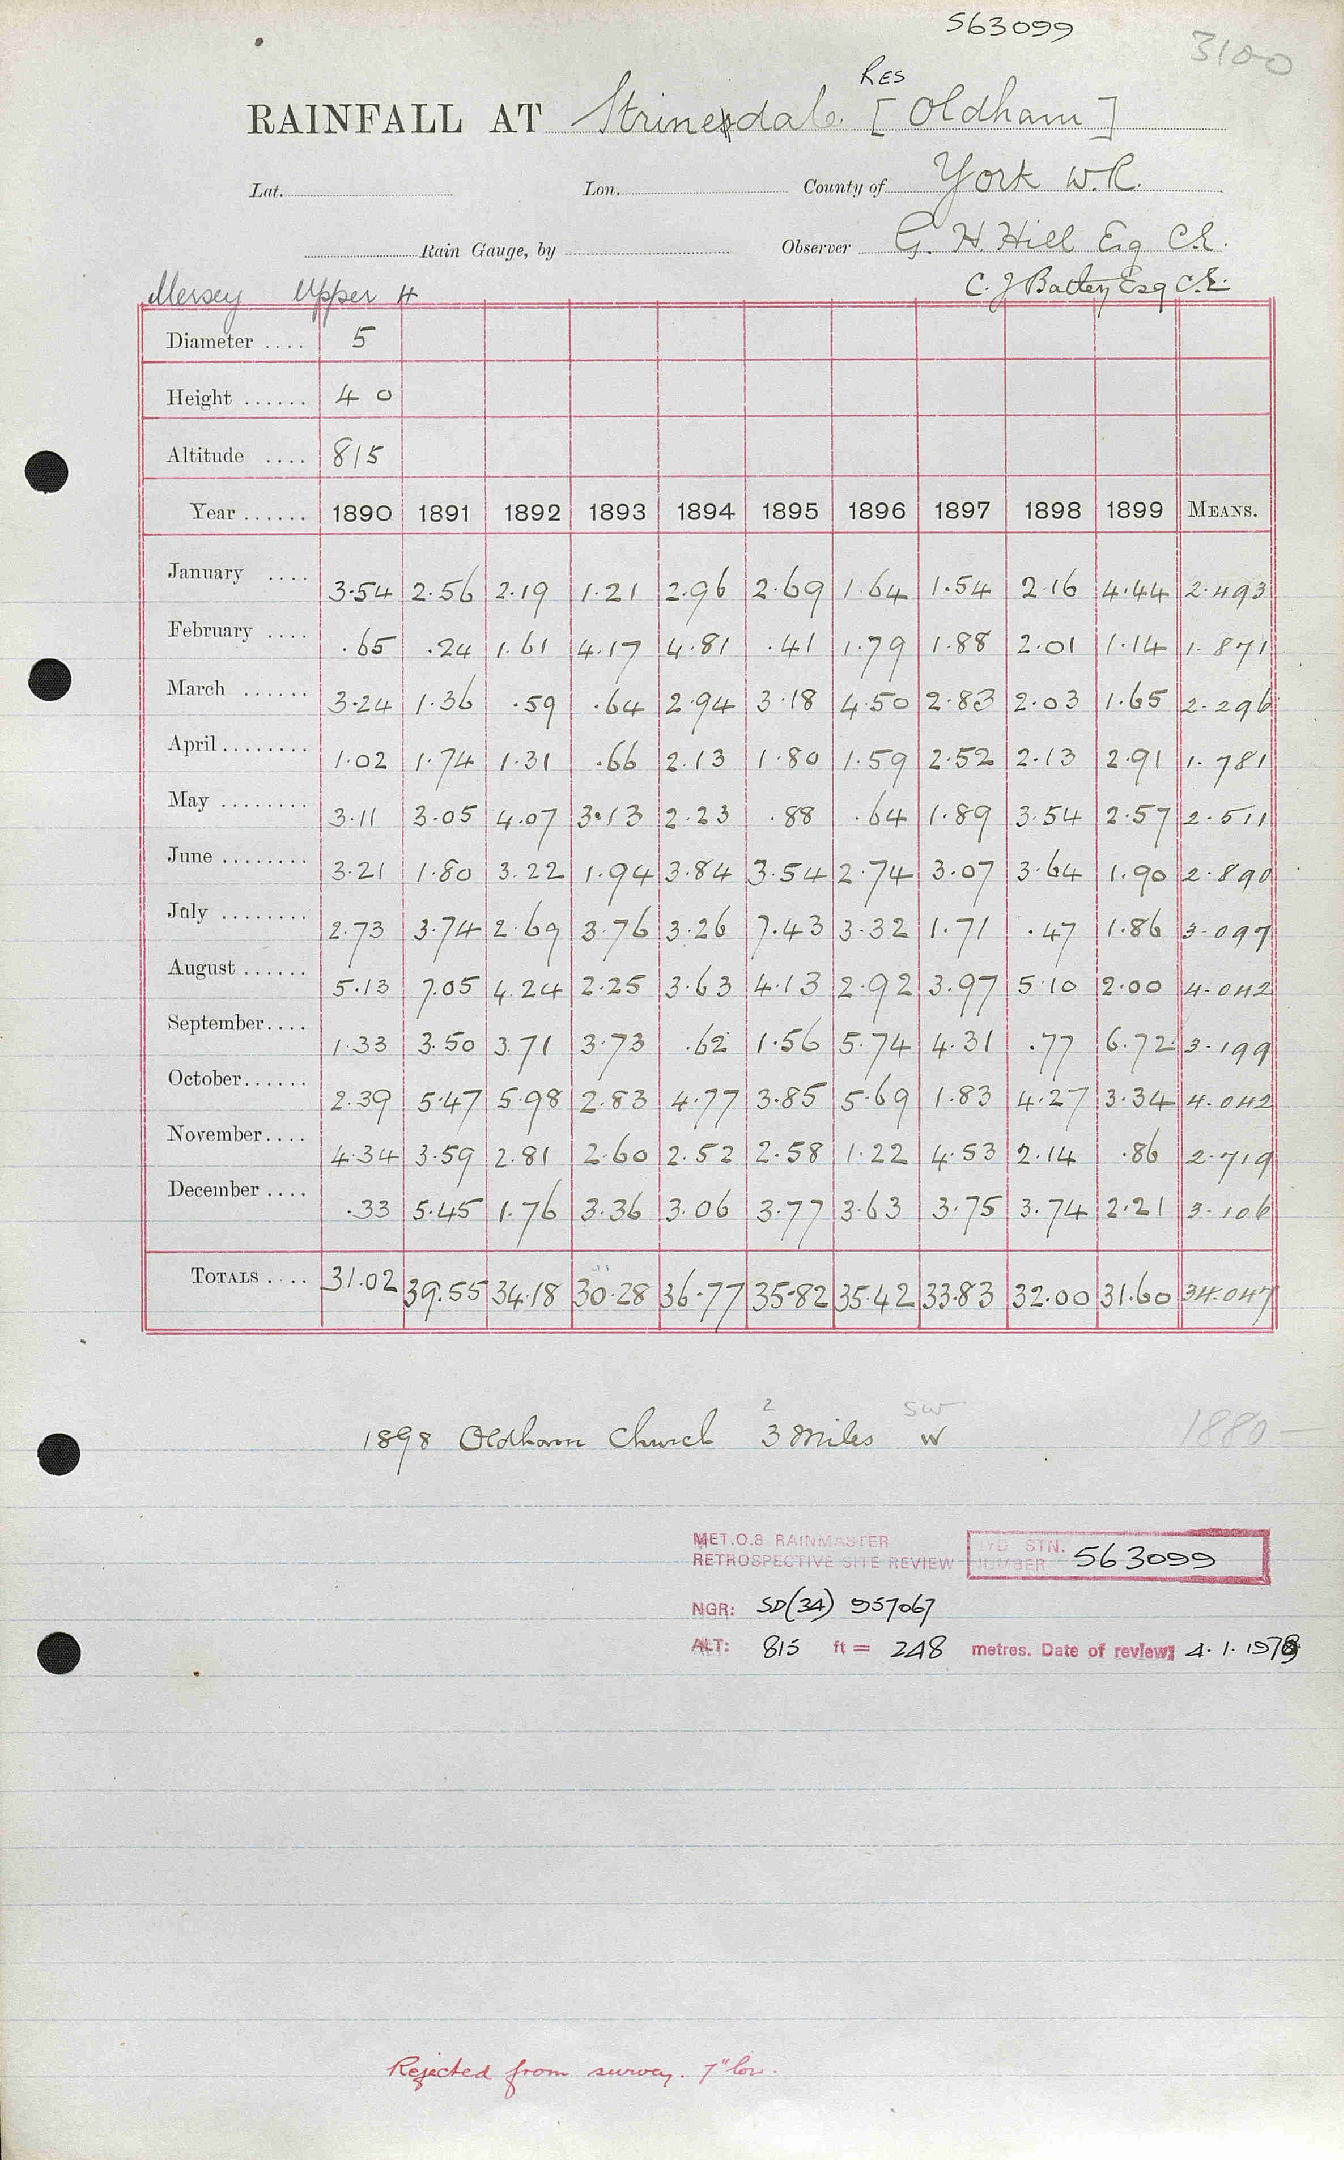 563099
3100
Res
RAINFALL AT Strinesdale [Oldham]
Lat. Lon. County of York W.R.
Rain Gauge, by Observer G. H. Hill Esq C.E.
Mersey Upper H C. J Esq C.E.
Diameter .... 5
Height ...... 4 0
Altitude .... 815
Year ...... 1890 1891 1892 1893 1894 1895 1896 1897 1898 1899 MEANS.
January .... 3.54 2.56 2.19 1.21 2.96 2.69 1.64 1.54 2.16 4.44 2.493
February .... .65 .24 1.61 4.17 4.81 .41 1.79 1.88 2.01 1.14 1.871
March ...... 3.24 1.36 .59 .64 2.94 3.18 4.50 2.83 2.03 1.65 2.296
April ........ 1.02 1.74 1.31 .66 2.13 1.80 1.59 2.52 2.13 2.91 1.781
May ........ 3.11 3.05 4.07 3.13 2.23 .88 .64 1.89 3.54 2.57 2.511
June ........ 3.21 1.80 3.22 1.94 3.84 3.54 2.74 3.07 3.64 1.90 2.890
July ........ 2.73 3.74 2.69 3.76 3.26 7.43 3.32 1.71 .47 1.86 3.097
August ...... 5.13 7.05 4.24 2.25 3.63 4.13 2.92 3.97 5.10 2.00 4.042
September .... 1.33 3.50 3.71 3.73 .62 1.56 5.74 4.31 .77 6.72 3.199
October ...... 2.39 5.47 5.98 2.83 4.77 3.85 5.69 1.83 4.27 3.34 4.042
November .... 4.34 3.59 2.81 2.60 2.52 2.58 1.22 4.53 2.14 .86 2.719
December .... .33 5.45 1.76 3.36 3.06 3.77 3.63 3.75 3.74 2.21 3.106
TOTALS .... 31.02 39.55 34.18 30.28 36.77 35.82 35.42 33.83 32.00 31.60 34.047
2 SW
1898 Oldham Church 3 Miles W 1880 —
MET.O.8 RAINMASTER
RETROSPECTIVE SITE REVIEW
STN. NUMBER 563099
NGR: SD(34) 957067
ALT: 815 ft = 248 metres. Date of review: 4.1.1979
Rejected from survey. 7" low.